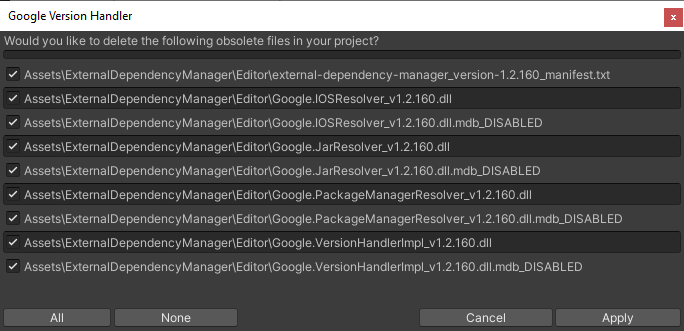 Google Version Handler
x
Would you like to delete the following obsolete files in your project?
Assets\ExternalDependencyManager\Editor\external-dependency-manager_version-1.2.160_manifest.txt
Assets\ExternalDependencyManager\Editor\Google.IOSResolver_v1.2.160.dll
Assets\ExternalDependencyManager\Editor\Google.IOSResolver_v1.2.160.dll.mdb_DISABLED
Assets\ExternalDependencyManager\Editor\Google.JarResolver_v1.2.160.dll
Assets\ExternalDependencyManager\Editor\Google.JarResolver_v1.2.160.dll.mdb_DISABLED
Assets\ExternalDependencyManager\Editor\Google.PackageManagerResolver_v1.2.160.dll
Assets\ExternalDependencyManager\Editor\Google.PackageManagerResolver_v1.2.160.dll.mdb_DISABLED
Assets\ExternalDependencyManager\Editor\Google.VersionHandlerImpl_v1.2.160.dll
Assets\ExternalDependencyManager\Editor\Google.VersionHandlerImpl_v1.2.160.dll.mdb_DISABLED
All None Cancel Apply